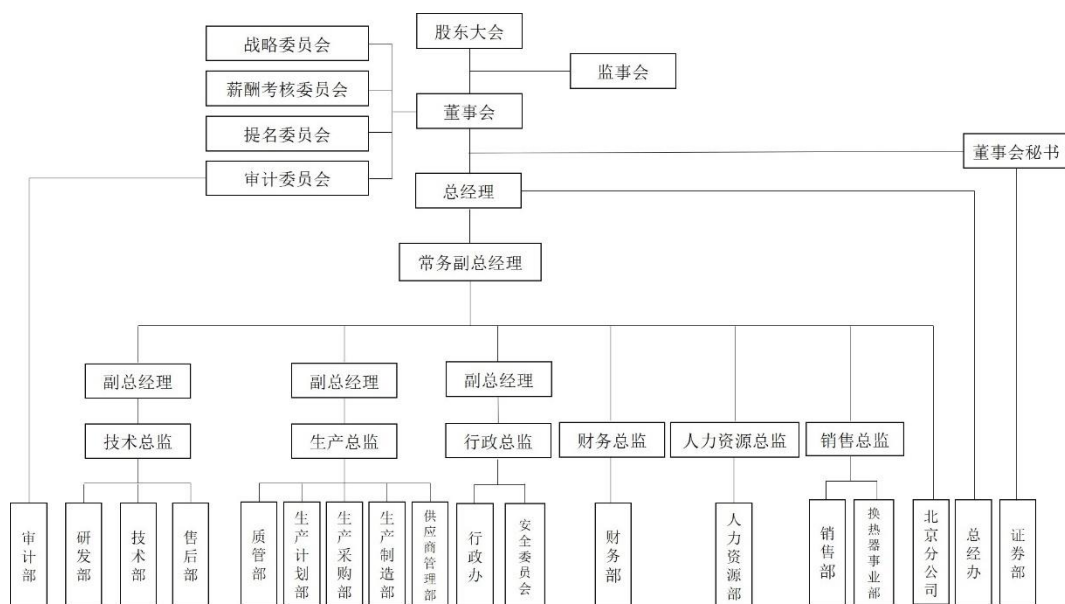 股东大会
战略委员会
监事会
薪酬考核委员会
董事会
提名委员会
董事会秘书
审计委员会
总经理
常务副总经理
副总经理
副总经理
副总经理
技术总监
生产总监
行政总监
财务总监
人力资源总监
销售总监
审计部
研发部
技术部
售后部
质管部
生产计划部
生产采购部
生产制造部
供应商管理部
行政办
安全委员会
财务部
人力资源部
销售部
换热器事业部
北京分公司
总经办
证券部